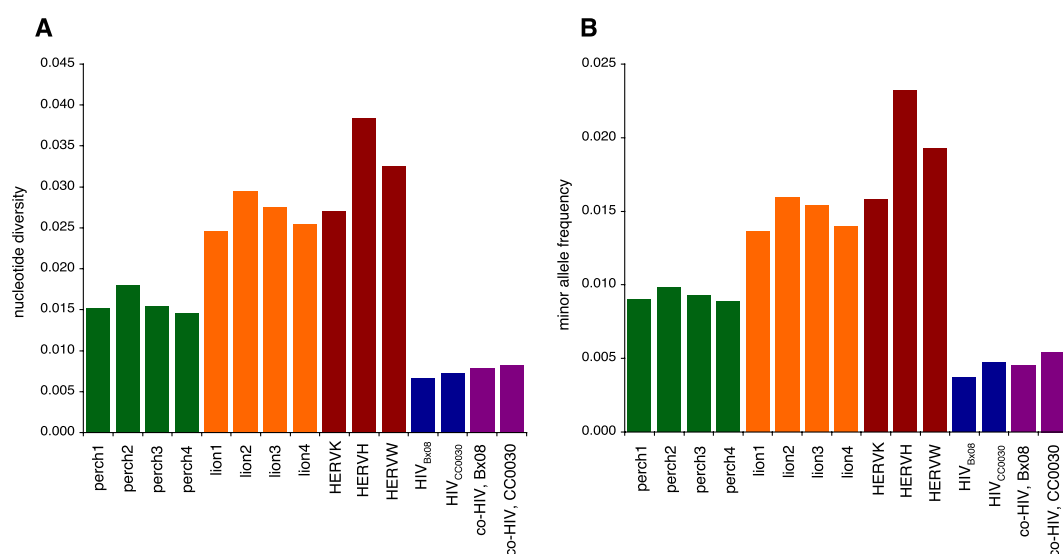 A
nucleotide diversity
0.045
0.040
0.035
0.030
0.025
0.020
0.015
0.010
0.005
0.000
perch1
perch2
perch3
perch4
lion1
lion2
lion3
lion4
HERVK
HERVH
HERVW
HIVBx08
HIVCC0030
co-HIV, Bx08
co-HIV, CC0030
B
minor allele frequency
0.025
0.020
0.015
0.010
0.005
0.000
perch1
perch2
perch3
perch4
lion1
lion2
lion3
lion4
HERVK
HERVH
HERVW
HIVBx08
HIVCC0030
co-HIV, Bx08
co-HIV, CC0030